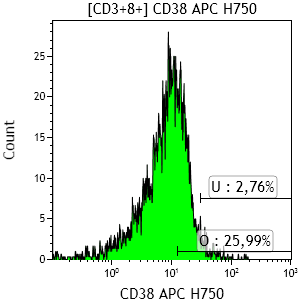 [CD3+8+] CD38 APC H750
Count
25
20
15
10
5
0
U : 2,76%
O : 25,99%
10⁰ 10¹ 10² 10³
CD38 APC H750